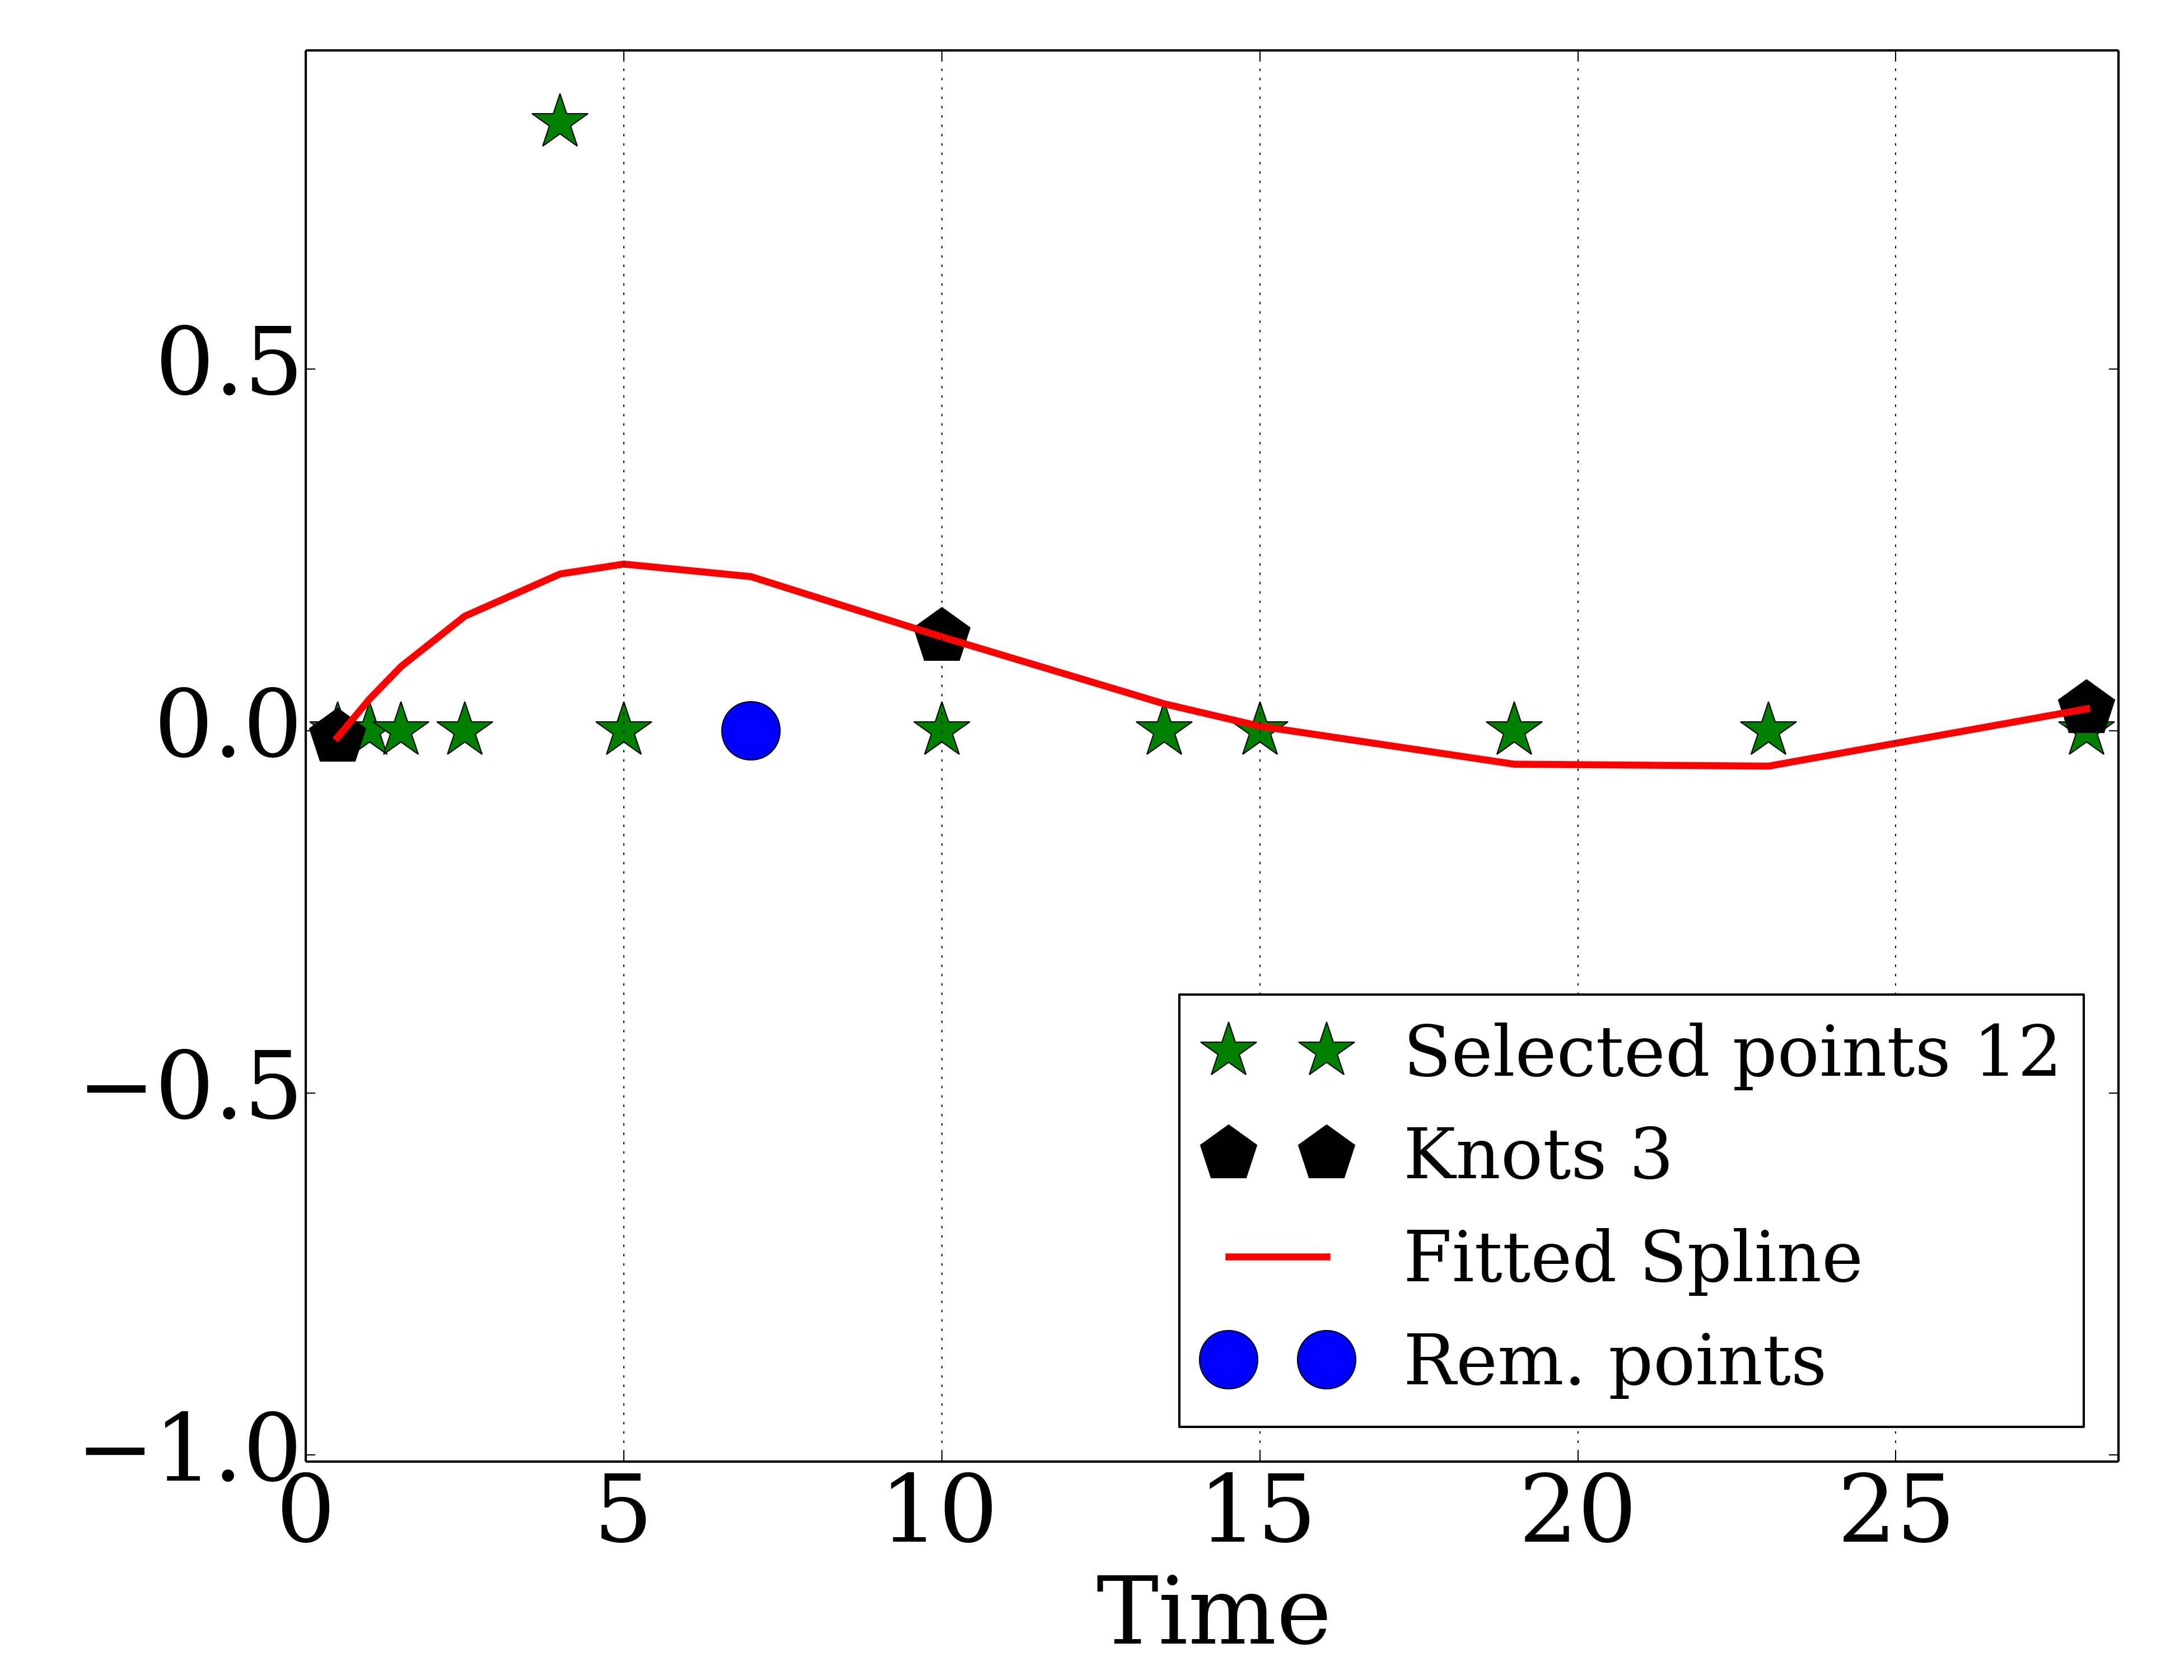 0.5
0.0
−0.5
−1.0
Selected points 12
Knots 3
Fitted Spline
Rem. points
0 5 10 15 20 25
Time